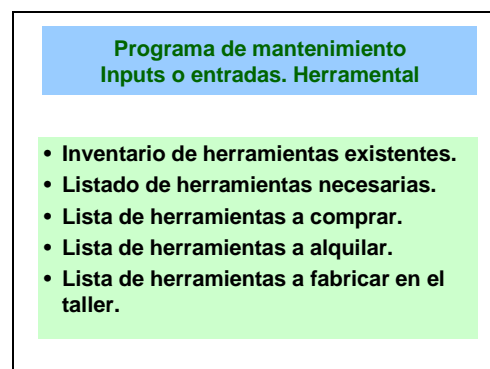 Programa de mantenimiento
Inputs o entradas. Herramental
• Inventario de herramientas existentes.
• Listado de herramientas necesarias.
• Lista de herramientas a comprar.
• Lista de herramientas a alquilar.
• Lista de herramientas a fabricar en el
taller.